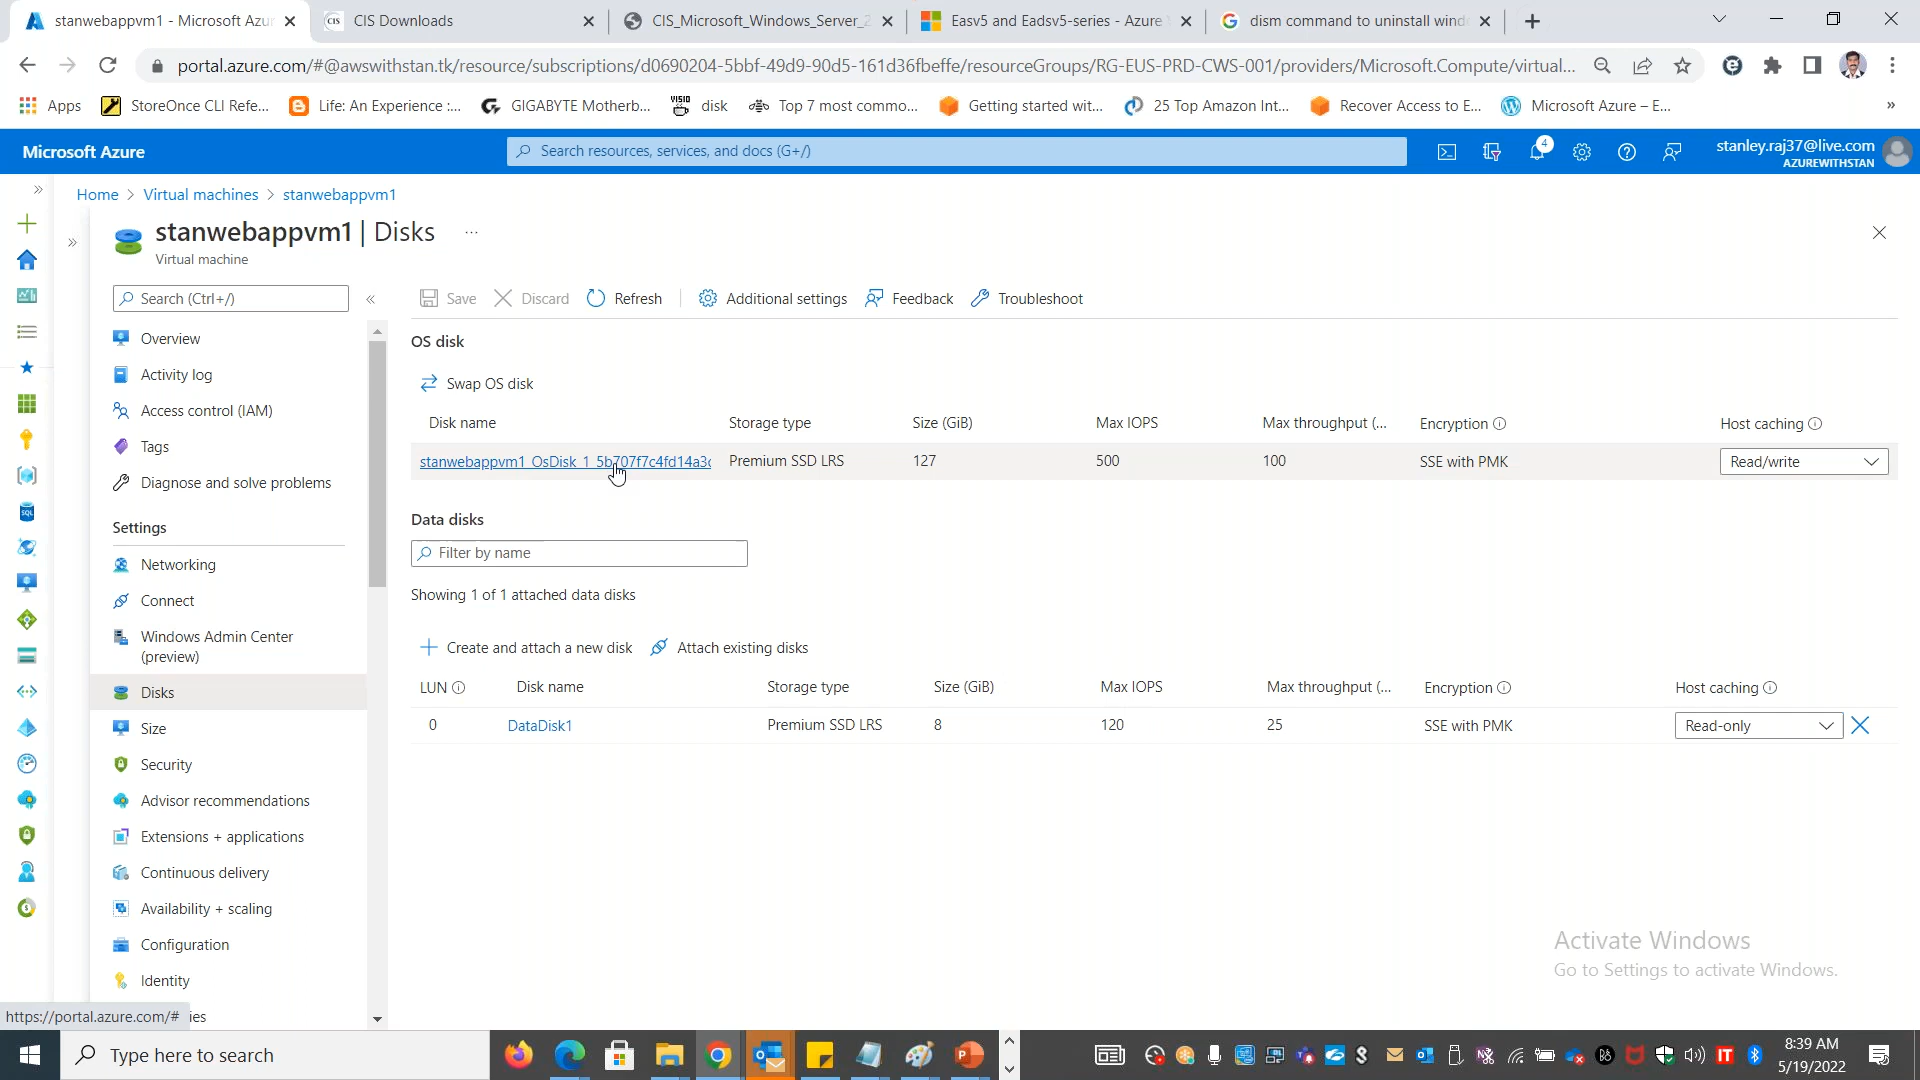 stanwebappvm1 - Microsoft Azur
CIS Downloads
CIS_Microsoft_Windows_Server_2
Easv5 and Eadsv5-series - Azure
dism command to uninstall wind
portal.azure.com/#@awswithstan.tk/resource/subscriptions/d0690204-5bbf-49d9-90d5-161d36fbeffe/resourceGroups/RG-EUS-PRD-CWS-001/providers/Microsoft.Compute/virtual...
Apps
StoreOnce CLI Refe...
Life: An Experience :...
GIGABYTE Motherb...
disk
Top 7 most commo...
Getting started wit...
25 Top Amazon Int...
Recover Access to E...
Microsoft Azure – E...
Microsoft Azure
Search resources, services, and docs (G+/)
4
stanley.raj37@live.com
AZUREWITHSTAN
Home > Virtual machines > stanwebappvm1
stanwebappvm1 | Disks ...
Virtual machine
Search (Ctrl+/)
Save
Discard
Refresh
Additional settings
Feedback
Troubleshoot
Overview
Activity log
Access control (IAM)
Tags
Diagnose and solve problems
Settings
Networking
Connect
Windows Admin Center
(preview)
Disks
Size
Security
Advisor recommendations
Extensions + applications
Continuous delivery
Availability + scaling
Configuration
Identity
OS disk
Swap OS disk
Disk name Storage type Size (GiB) Max IOPS Max throughput (... Encryption Host caching
stanwebappvm1_OsDisk_1_5b707f7c4fd14a3c Premium SSD LRS 127 500 100 SSE with PMK Read/write
Data disks
Filter by name
Showing 1 of 1 attached data disks
Create and attach a new disk
Attach existing disks
LUN Disk name Storage type Size (GiB) Max IOPS Max throughput (... Encryption Host caching
0 DataDisk1 Premium SSD LRS 8 120 25 SSE with PMK Read-only
Activate Windows
Go to Settings to activate Windows.
https://portal.azure.com/#
ies
Type here to search
8:39 AM
5/19/2022